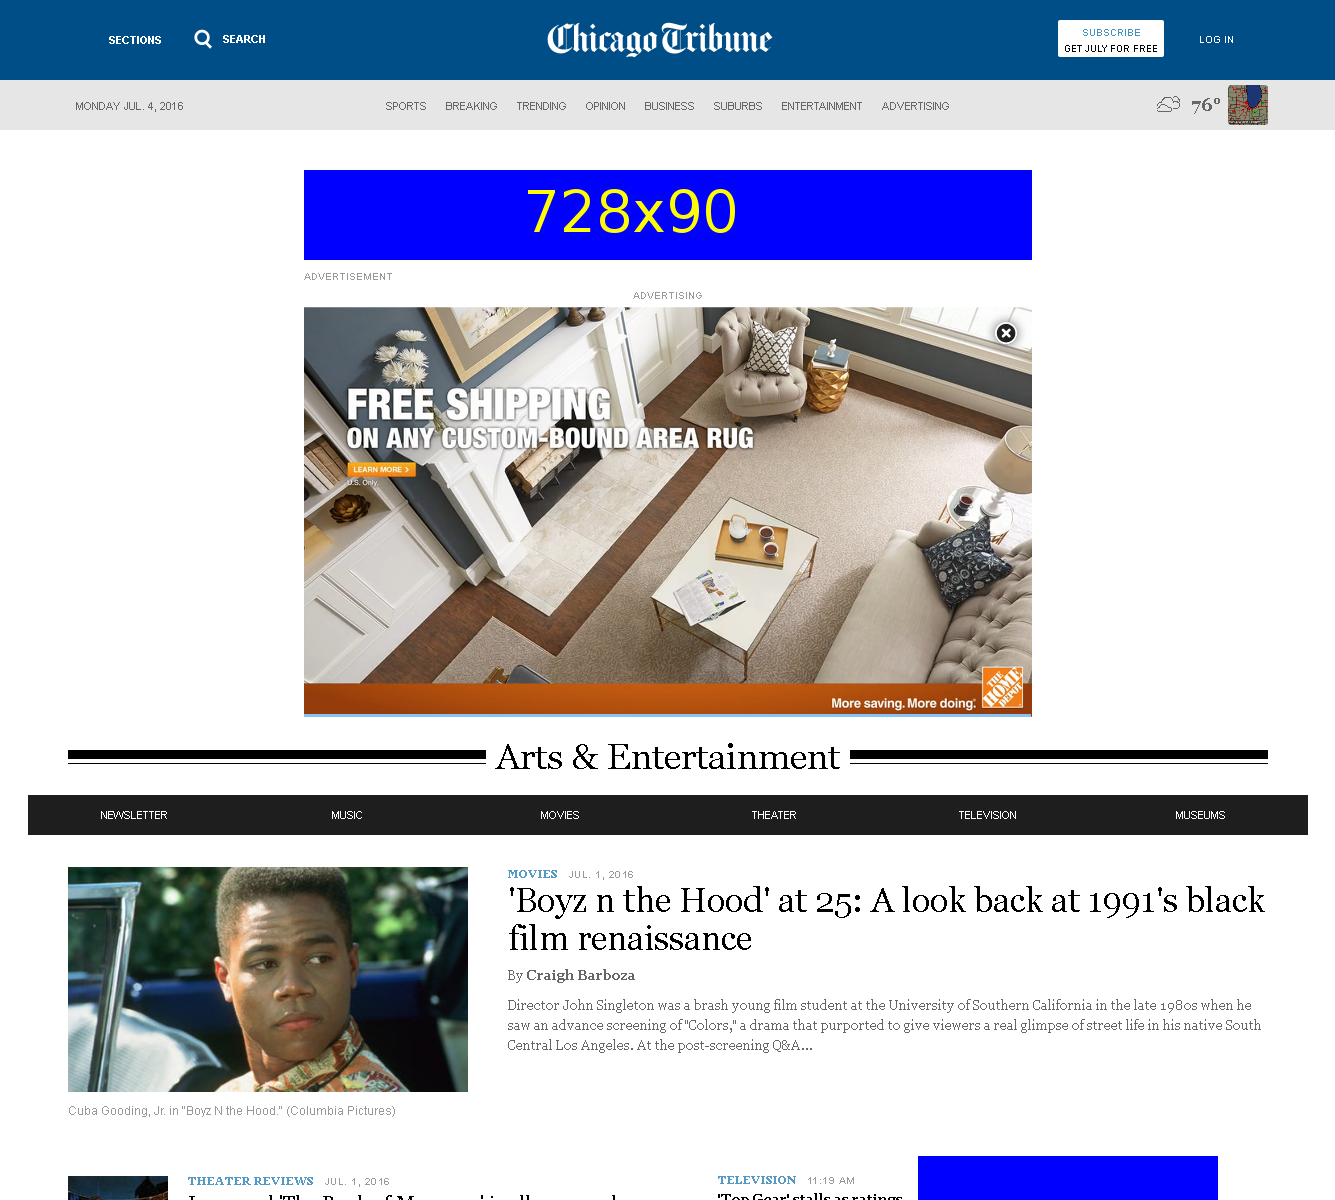 SECTIONS
SEARCH
Chicago Tribune
SUBSCRIBE
GET JULY FOR FREE
LOG IN
MONDAY JUL. 4, 2016
SPORTS BREAKING TRENDING OPINION BUSINESS SUBURBS ENTERTAINMENT ADVERTISING
76°
728x90
ADVERTISEMENT
ADVERTISING
FREE SHIPPING
ON ANY CUSTOM-BOUND AREA RUG
LEARN MORE >
U.S. Only.
More saving. More doing.
THE HOME DEPOT
Arts & Entertainment
NEWSLETTER MUSIC MOVIES THEATER TELEVISION MUSEUMS
MOVIES JUL. 1, 2016
'Boyz n the Hood' at 25: A look back at 1991's black
film renaissance
By Craigh Barboza
Director John Singleton was a brash young film student at the University of Southern California in the late 1980s when he
saw an advance screening of "Colors," a drama that purported to give viewers a real glimpse of street life in his native South
Central Los Angeles. At the post-screening Q&A...
Cuba Gooding, Jr. in "Boyz N the Hood." (Columbia Pictures)
THEATER REVIEWS JUL. 1, 2016
TELEVISION 11:19 AM
'Top Gear' stalls as ratings